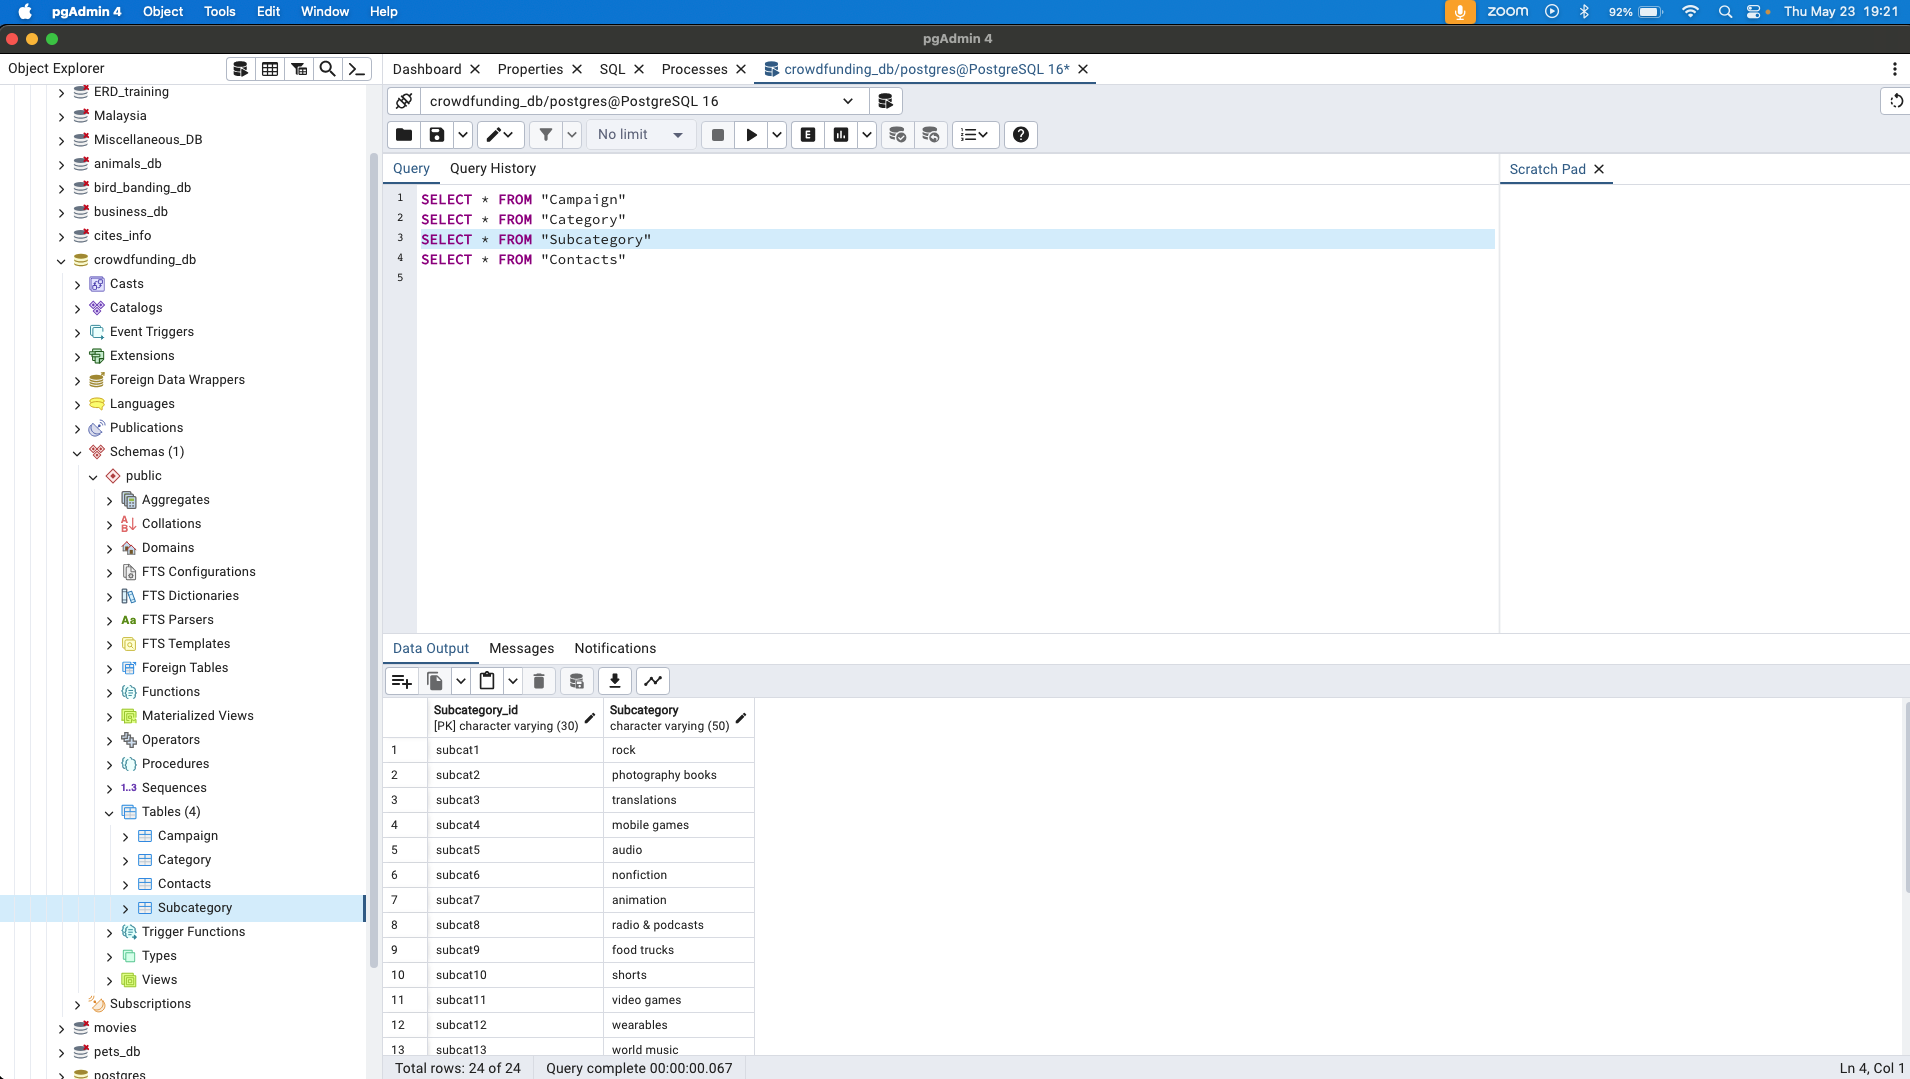 pgAdmin 4 Object Tools Edit Window Help zoom 92% Thu May 23 19:21
pgAdmin 4
Object Explorer
Dashboard Properties SQL Processes crowdfunding_db/postgres@PostgreSQL 16*
ERD_training
Malaysia
Miscellaneous_DB
animals_db
bird_banding_db
business_db
cites_info
crowdfunding_db
Casts
Catalogs
Event Triggers
Extensions
Foreign Data Wrappers
Languages
Publications
Schemas (1)
public
Aggregates
Collations
Domains
FTS Configurations
FTS Dictionaries
Aa FTS Parsers
FTS Templates
Foreign Tables
Functions
Materialized Views
Operators
Procedures
1..3 Sequences
Tables (4)
Campaign
Category
Contacts
Subcategory
Trigger Functions
Types
Views
Subscriptions
movies
pets_db
postgres
crowdfunding_db/postgres@PostgreSQL 16
No limit E
Query Query History
Scratch Pad
1 SELECT * FROM "Campaign"
2 SELECT * FROM "Category"
3 SELECT * FROM "Subcategory"
4 SELECT * FROM "Contacts"
5
Data Output Messages Notifications
Subcategory_id Subcategory
[PK] character varying (30) character varying (50)
1 subcat1 rock
2 subcat2 photography books
3 subcat3 translations
4 subcat4 mobile games
5 subcat5 audio
6 subcat6 nonfiction
7 subcat7 animation
8 subcat8 radio & podcasts
9 subcat9 food trucks
10 subcat10 shorts
11 subcat11 video games
12 subcat12 wearables
13 subcat13 world music
Total rows: 24 of 24 Query complete 00:00:00.067 Ln 4, Col 1